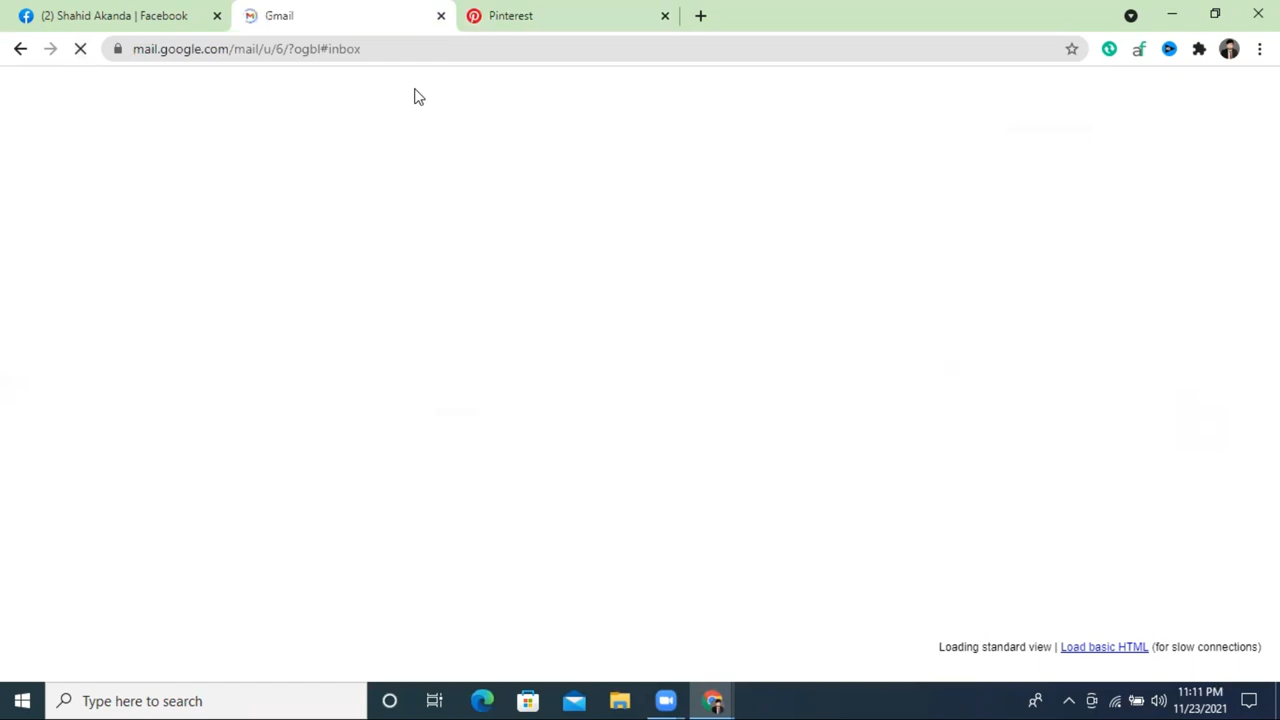 (2) Shahid Akanda | Facebook
Gmail
Pinterest
mail.google.com/mail/u/6/?ogbl#inbox
Loading standard view | Load basic HTML (for slow connections)
Type here to search
11:11 PM
11/23/2021